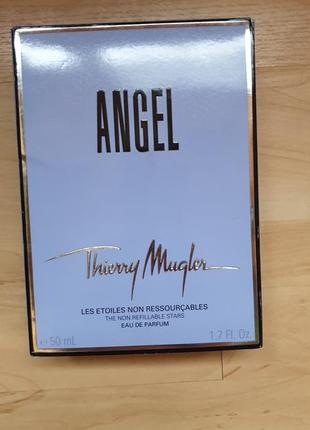 ANGEL
Thierry Mugler
LES ETOILES NON RESSOURÇABLES
THE NON REFILLABLE STARS
EAU DE PARFUM
℮ 50 mL 1.7 Fl. Oz.